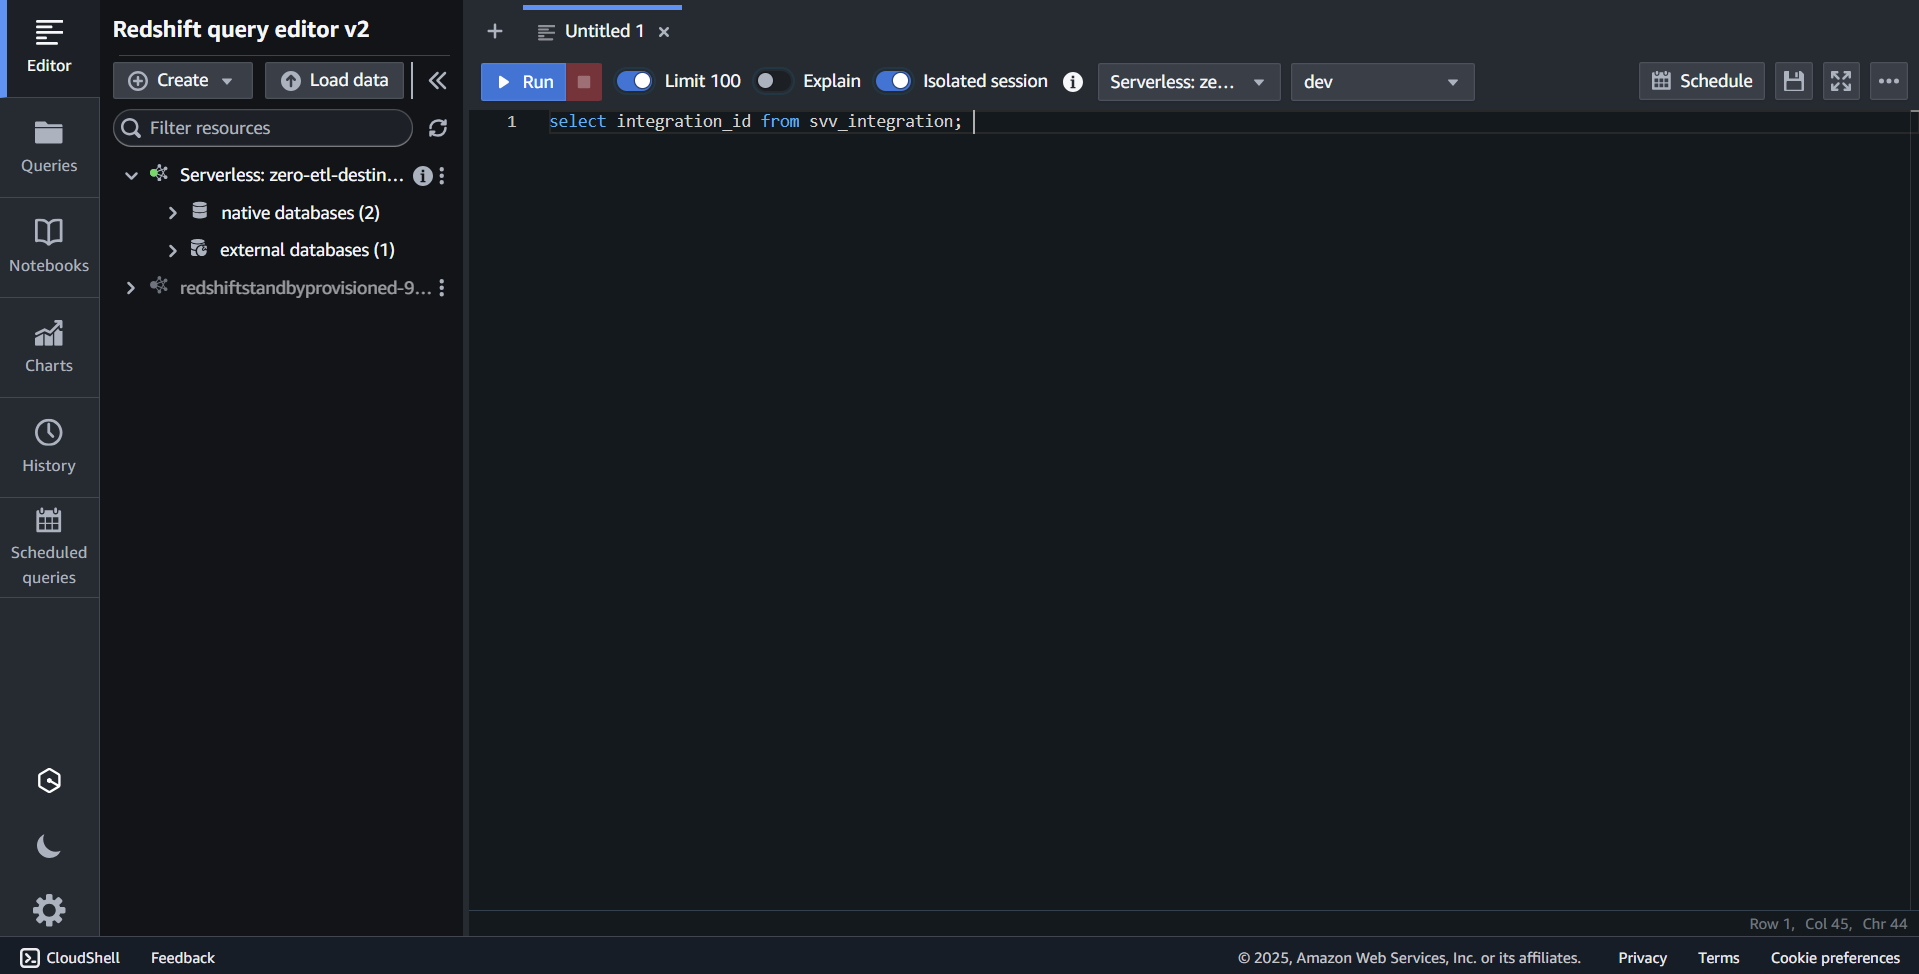 Editor
Queries
Notebooks
Charts
History
Scheduled
queries
Redshift query editor v2
Create
Load data
Filter resources
Serverless: zero-etl-destin...
native databases (2)
external databases (1)
redshiftstandbyprovisioned-9...
Untitled 1
Run
Limit 100
Explain
Isolated session
Serverless: ze...
dev
Schedule
1 select integration_id from svv_integration;
Row 1, Col 45, Chr 44
CloudShell
Feedback
© 2025, Amazon Web Services, Inc. or its affiliates.
Privacy
Terms
Cookie preferences